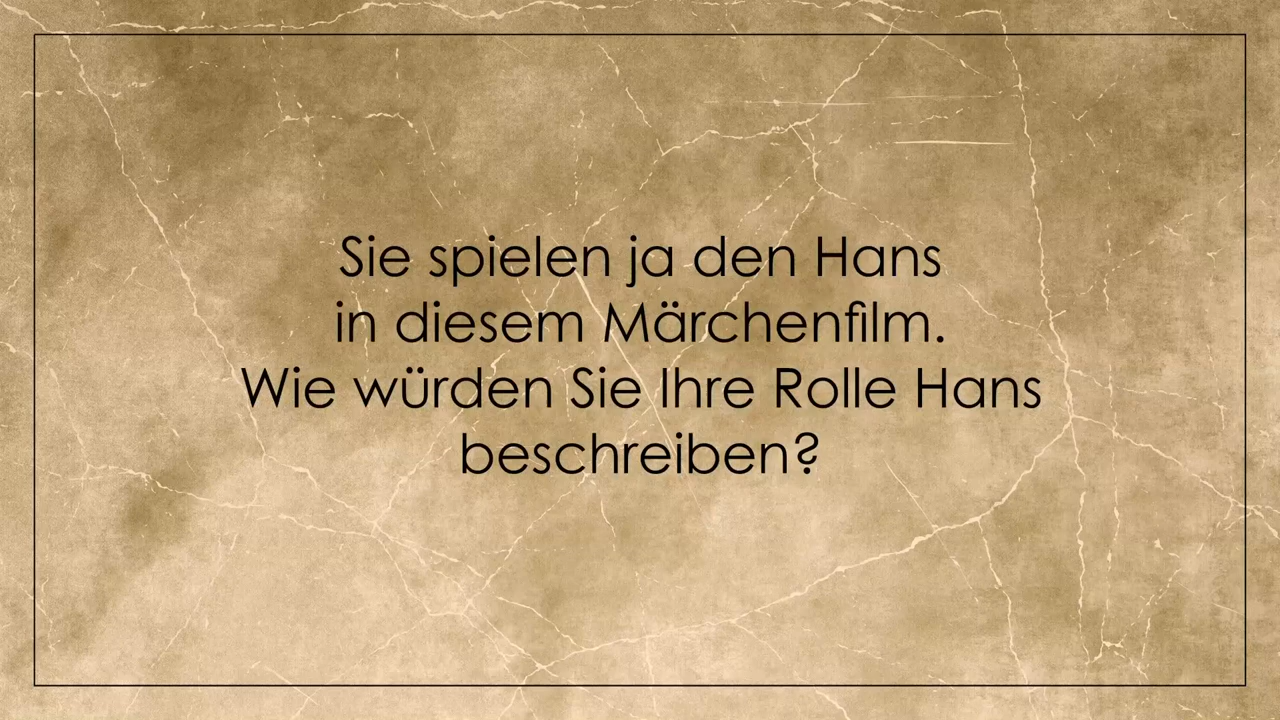 Sie spielen ja den Hans
in diesem Märchenfilm.
Wie würden Sie Ihre Rolle Hans
beschreiben?